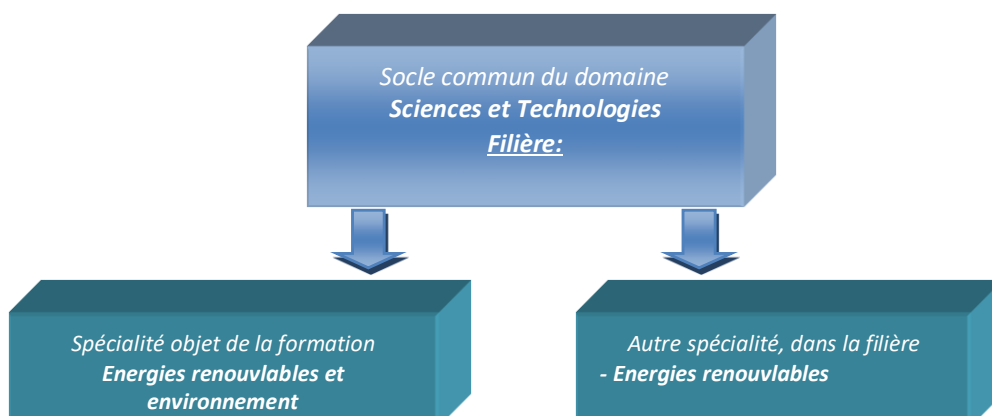 Socle commun du domaine
Sciences et Technologies
Filière:
Spécialité objet de la formation
Energies renouvlables et
environnement
Autre spécialité, dans la filière
- Energies renouvlables